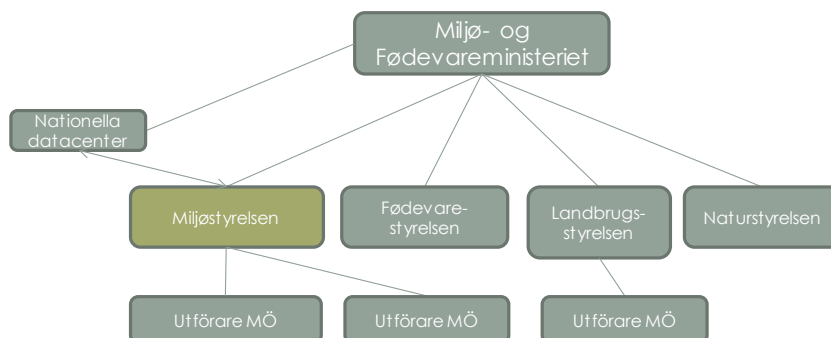 Miljø- og
Fødevareministeriet
Nationella
datacenter
Miljøstyrelsen
Fødevare-
styrelsen
Landbrugs-
styrelsen
Naturstyrelsen
Utförare MÖ
Utförare MÖ
Utförare MÖ